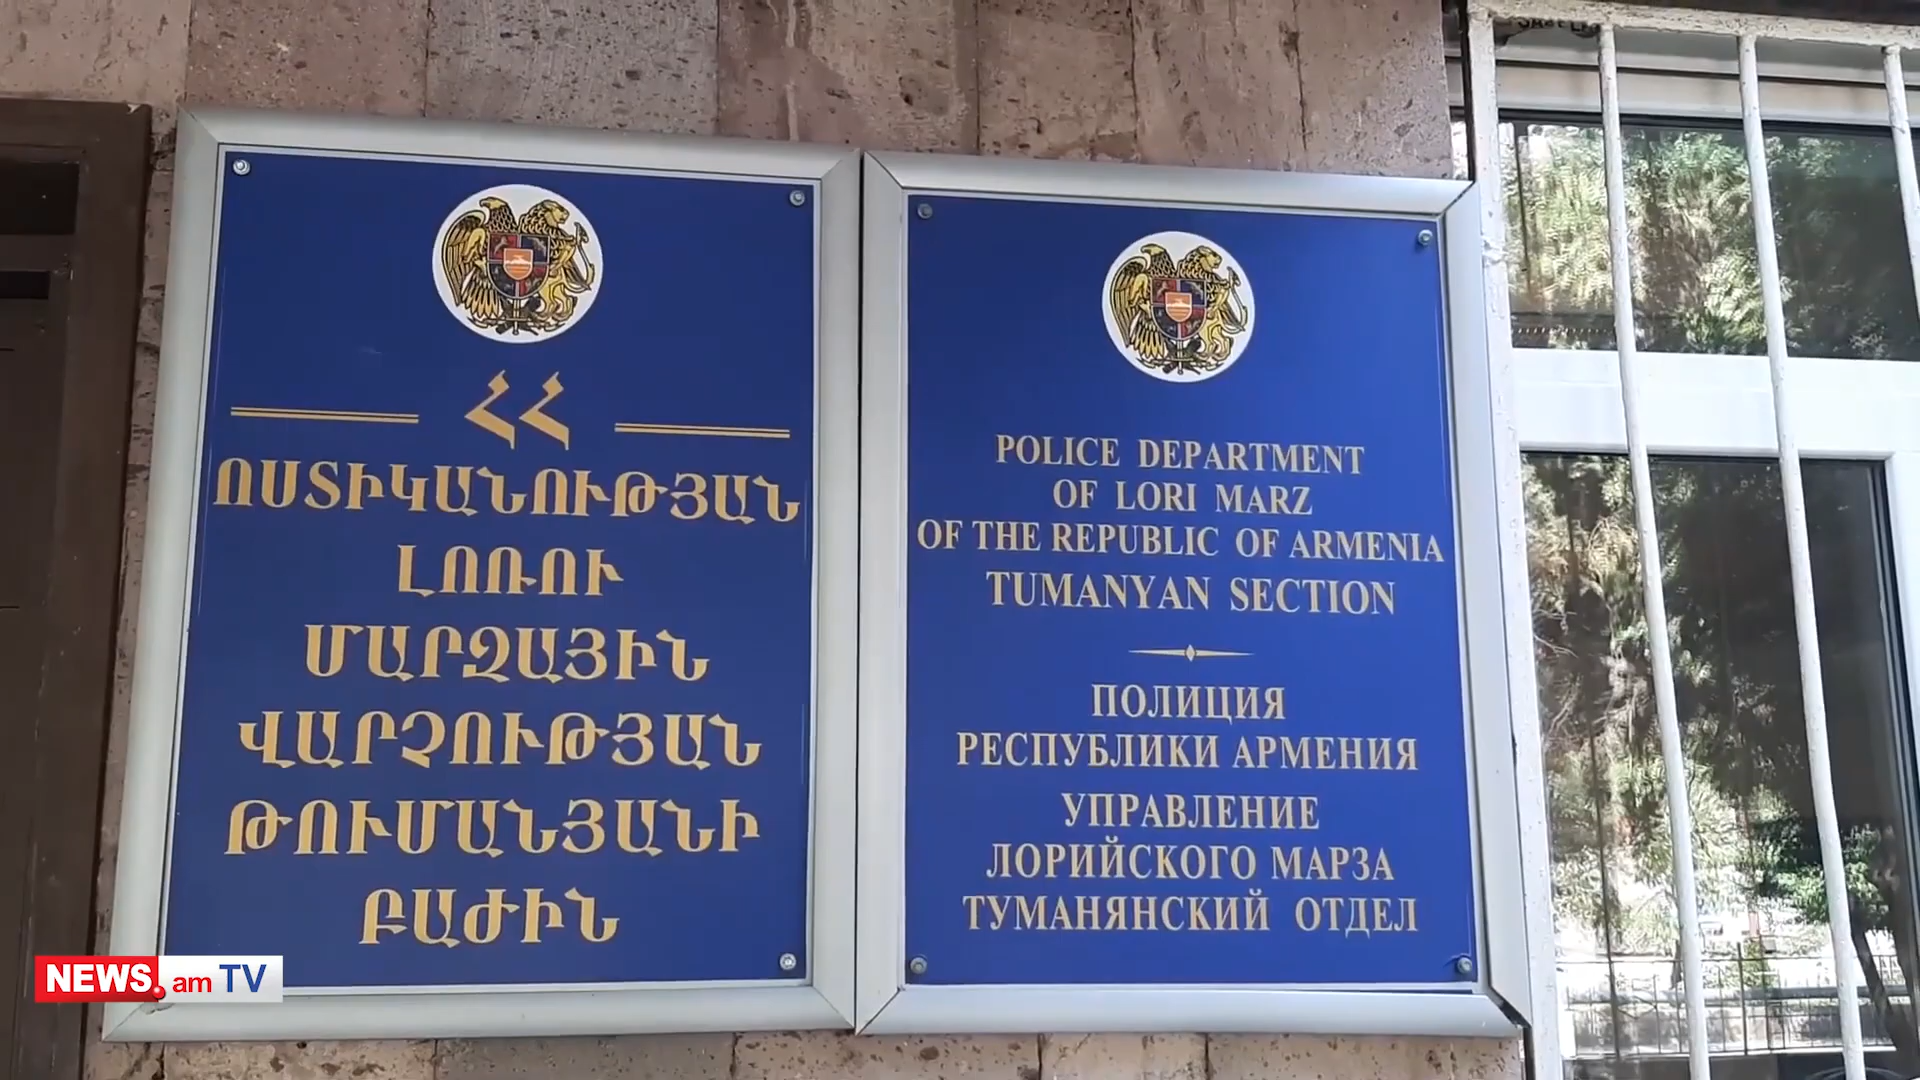 ՀՀ
ՈՍՏԻԿԱՆՈՒԹՅԱՆ
ԼՈՌՈՒ
ՄԱՐԶԱՅԻՆ
ՎԱՐՉՈՒԹՅԱՆ
ԹՈՒՄԱՆՅԱՆԻ
ԲԱԺԻՆ
POLICE DEPARTMENT
OF LORI MARZ
OF THE REPUBLIC OF ARMENIA
TUMANYAN SECTION
ПОЛИЦИЯ
РЕСПУБЛИКИ АРМЕНИЯ
УПРАВЛЕНИЕ
ЛОРИЙСКОГО МАРЗА
ТУМАНЯНСКИЙ ОТДЕЛ
NEWS.am TV